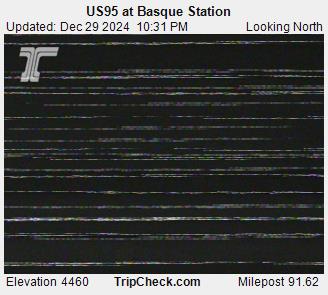 US95 at Basque Station
Updated: Dec 29 2024 10:31 PM Looking North
Elevation 4460 TripCheck.com Milepost 91.62